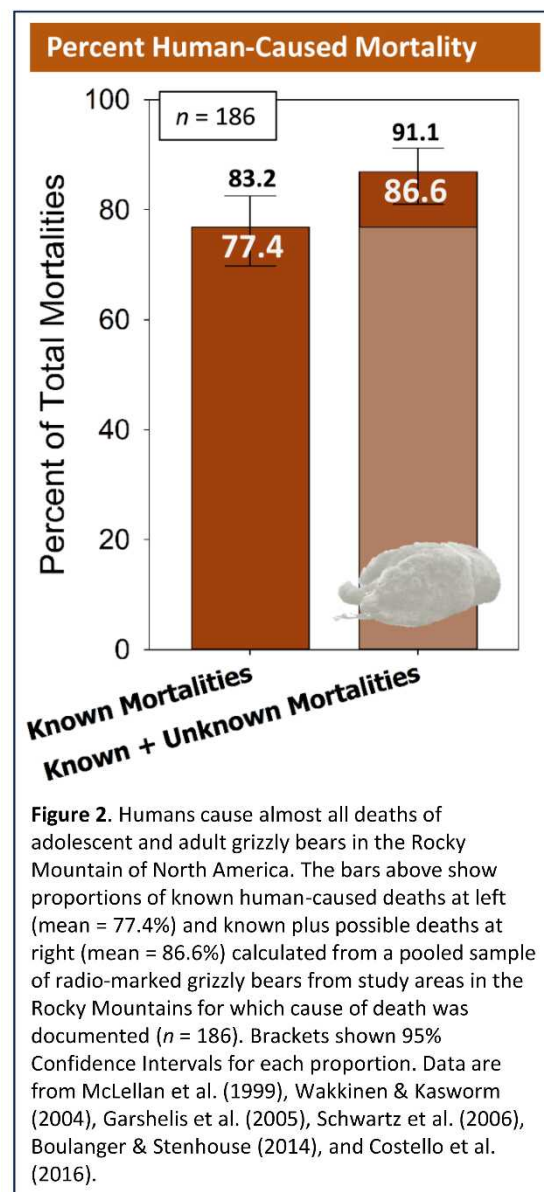 Percent Human-Caused Mortality
100
n = 186
91.1
83.2
86.6
80
77.4
60
40
20
0
Percent of Total Mortalities
Known Mortalities
Known + Unknown Mortalities
Figure 2. Humans cause almost all deaths of
adolescent and adult grizzly bears in the Rocky
Mountain of North America. The bars above show
proportions of known human-caused deaths at left
(mean = 77.4%) and known plus possible deaths at
right (mean = 86.6%) calculated from a pooled sample
of radio-marked grizzly bears from study areas in the
Rocky Mountains for which cause of death was
documented (n = 186). Brackets shown 95%
Confidence Intervals for each proportion. Data are
from McLellan et al. (1999), Wakkinen & Kasworm
(2004), Garshelis et al. (2005), Schwartz et al. (2006),
Boulanger & Stenhouse (2014), and Costello et al.
(2016).